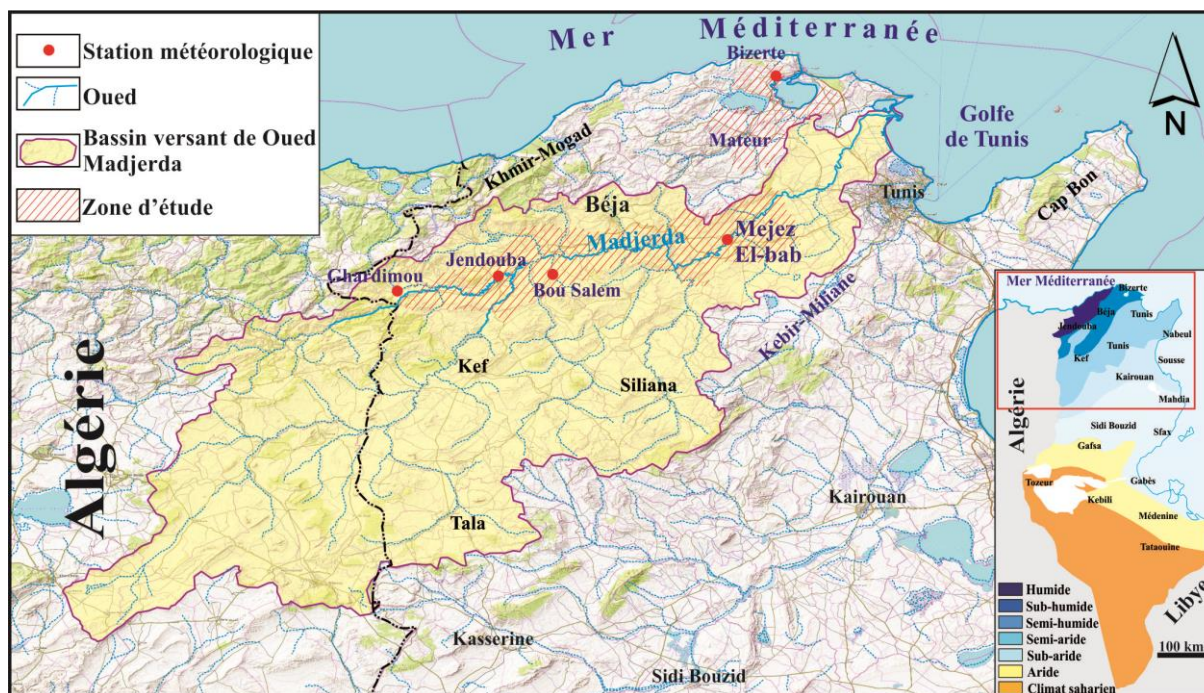 Station météorologique
Oued
Bassin versant de Oued
Madjerda
Zone d'étude
Mer Méditerranée
Bizerte
Golfe
de Tunis
N
Mateur
Khmir-Mogad
Cap Bon
Tunis
Béja
Madjerda
Mejez
El-bab
Jendouba
Ghardimou
Bou Salem
Kebir-Miliane
Algérie
Kef
Siliana
Tala
Kairouan
Kasserine
Sidi Bouzid
Mer Méditerranée
Bizerte
Tunis
Béja
Jendouba
Nabeul
Kef
Tunis
Sousse
Kairouan
Mahdia
Algérie
Sidi Bouzid
Sfax
Gafsa
Tozeur
Gabès
Kebili
Médenine
Tataouine
Libye
100 km
Humide
Sub-humide
Semi-humide
Semi-aride
Sub-aride
Aride
Climat saharien